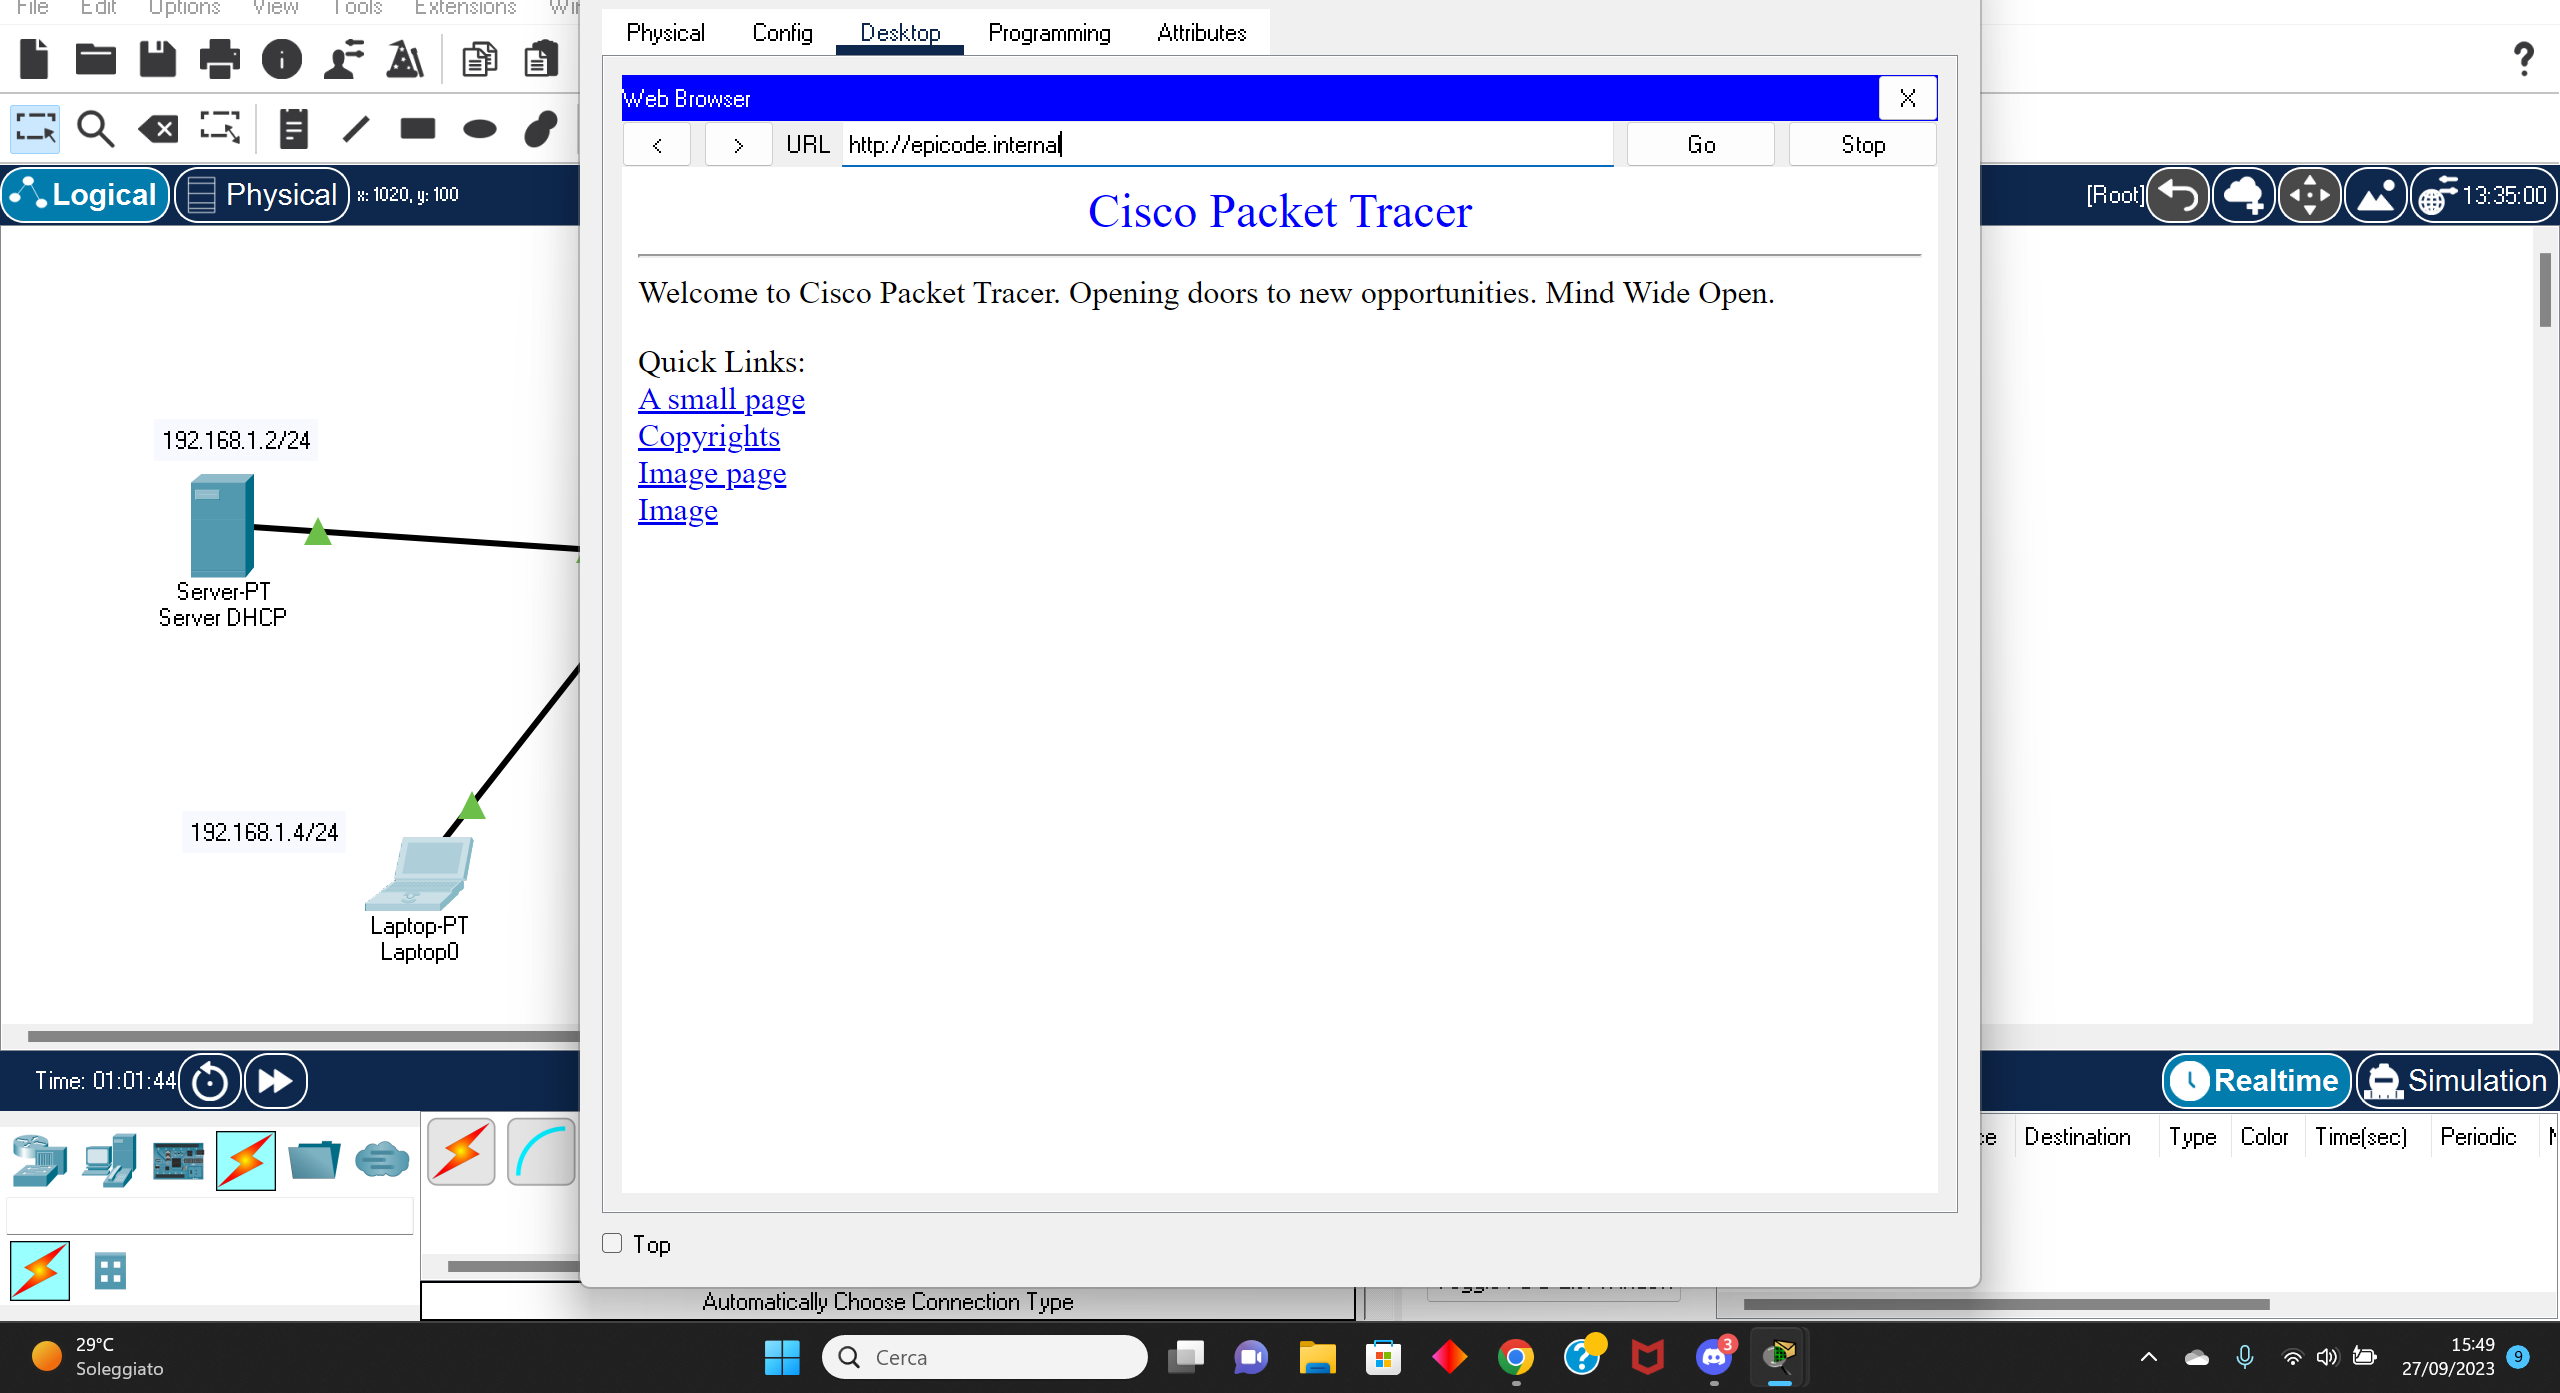 File Edit Options View Tools Extensions
Physical Config Desktop Programming Attributes
Web Browser X
< > URL http://epicode.internal Go Stop
Logical Physical x: 1020, y: 100
[Root] 13:35:00
Cisco Packet Tracer
Welcome to Cisco Packet Tracer. Opening doors to new opportunities. Mind Wide Open.
Quick Links:
A small page
Copyrights
Image page
Image
192.168.1.2/24
Server-PT
Server DHCP
192.168.1.4/24
Laptop-PT
Laptop0
Time: 01:01:44
Realtime Simulation
Destination Type Color Time(sec) Periodic
Top
Automatically Choose Connection Type
29°C
Soleggiato
Cerca
3
15:49
27/09/2023
9